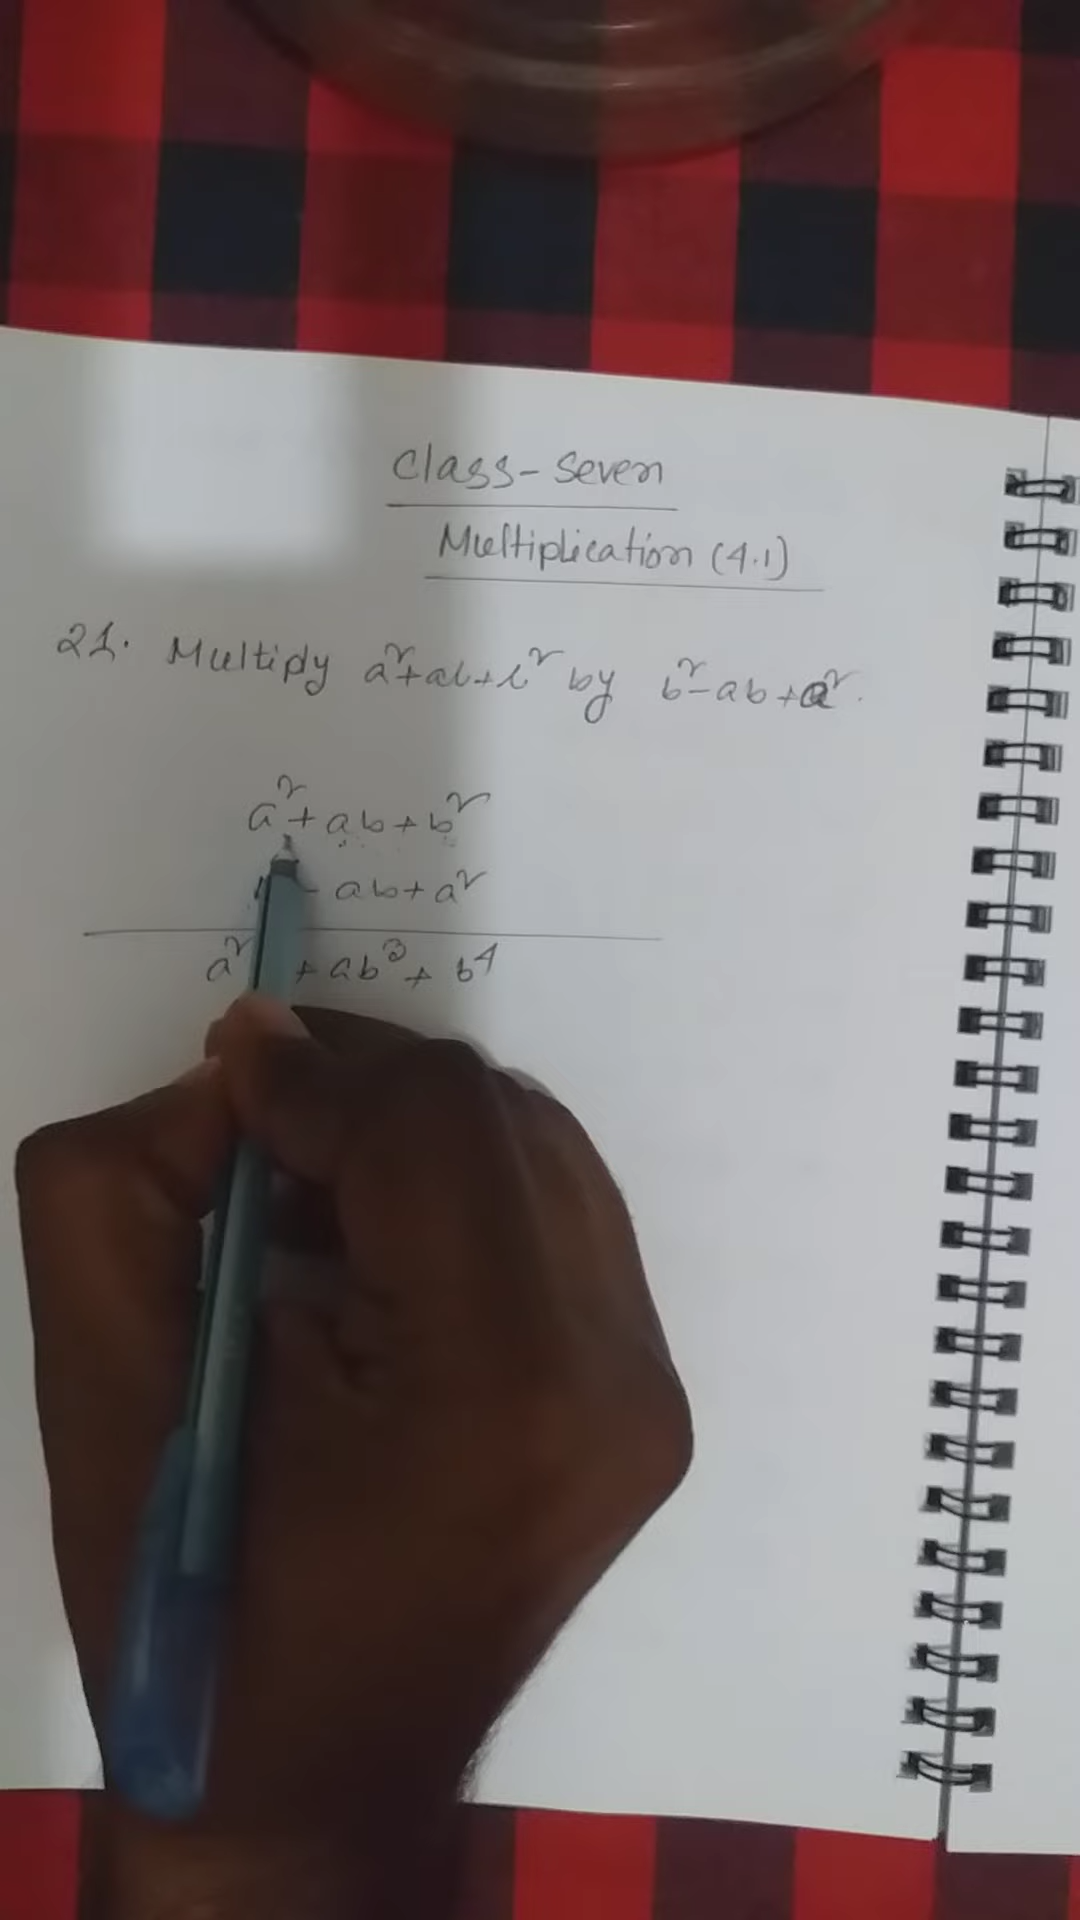 Class-Seven
Multiplication (4.1)
21. Multiply a²+ab+b² by b²-ab+a².
a²+ab+b²
- ab+a²
a² + ab³ + b⁴